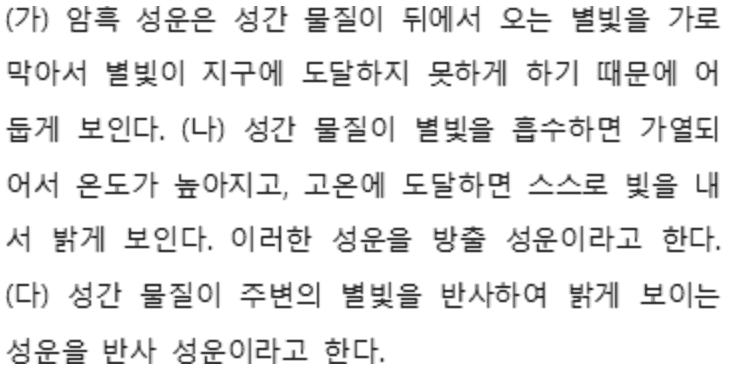 (가) 암흑 성운은 성간 물질이 뒤에서 오는 별빛을 가로
막아서 별빛이 지구에 도달하지 못하게 하기 때문에 어
둡게 보인다. (나) 성간 물질이 별빛을 흡수하면 가열되
어서 온도가 높아지고, 고온에 도달하면 스스로 빛을 내
서 밝게 보인다. 이러한 성운을 방출 성운이라고 한다.
(다) 성간 물질이 주변의 별빛을 반사하여 밝게 보이는
성운을 반사 성운이라고 한다.